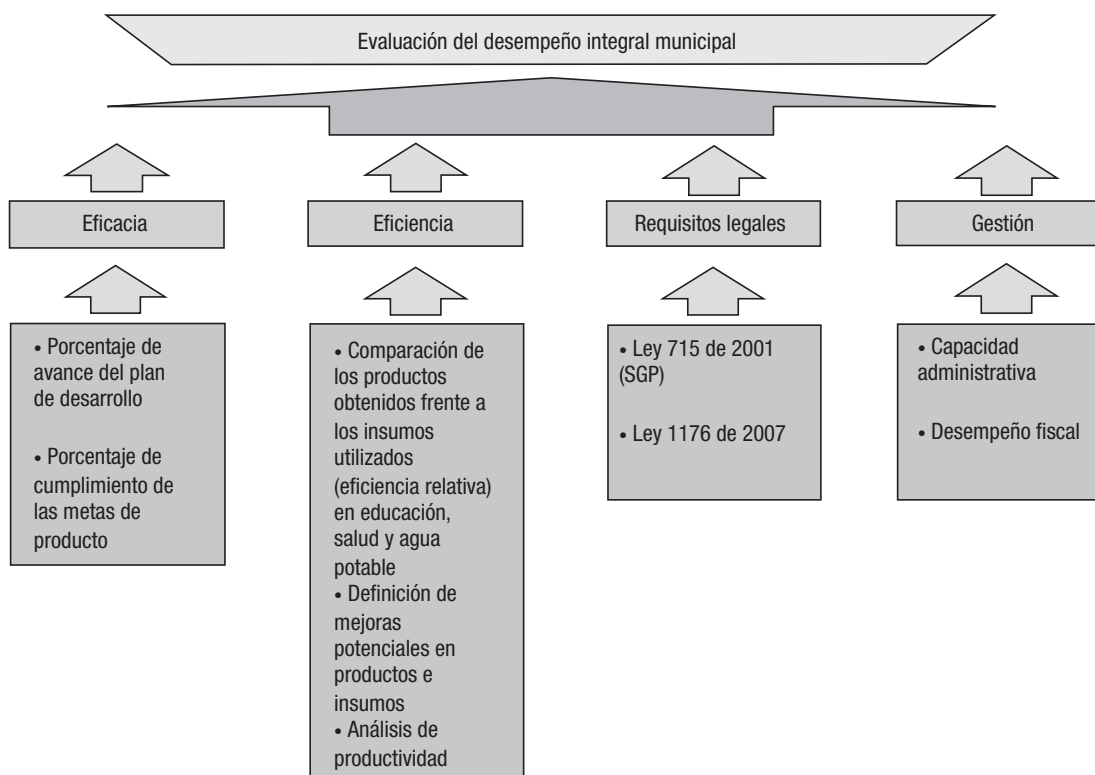 Evaluación del desempeño integral municipal
Eficacia
Eficiencia
Requisitos legales
Gestión
• Porcentaje de
avance del plan
de desarrollo
• Porcentaje de
cumplimiento de
las metas de
producto
• Comparación de
los productos
obtenidos frente a
los insumos
utilizados
(eficiencia relativa)
en educación,
salud y agua
potable
• Definición de
mejoras
potenciales en
productos e
insumos
• Análisis de
productividad
• Ley 715 de 2001
(SGP)
• Ley 1176 de 2007
• Capacidad
administrativa
• Desempeño fiscal